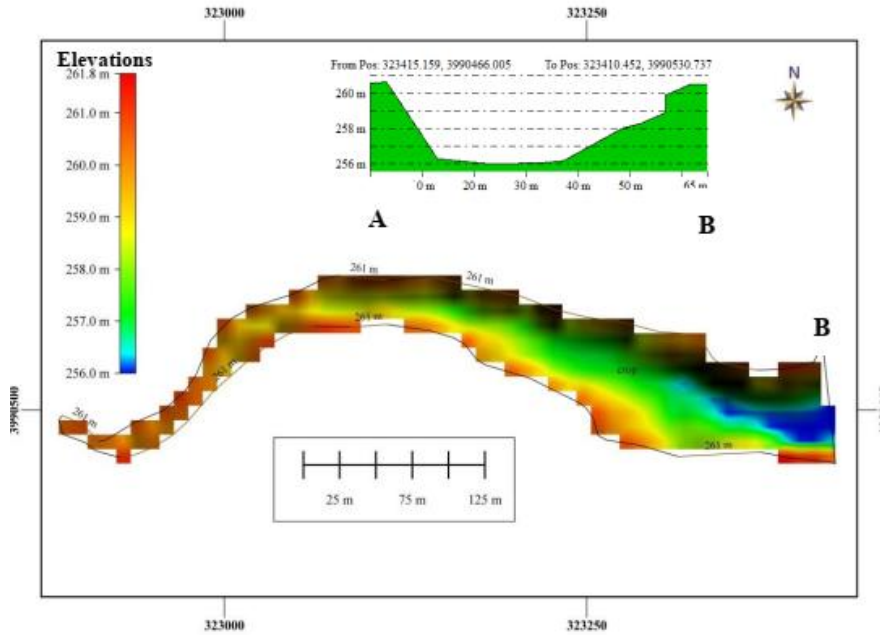 323000 323250
Elevations
261.8 m
261.0 m
260.0 m
259.0 m
258.0 m
257.0 m
256.0 m
From Pos: 323415.159, 3990466.005 To Pos: 323410.452, 3990530.737
260 m
258 m
256 m
0 m 20 m 30 m 40 m 50 m 65 m
N
A B
261 m 261 m
261 m
B
261 m
261 m
261 m
3990500
25 m 75 m 125 m
323000 323250